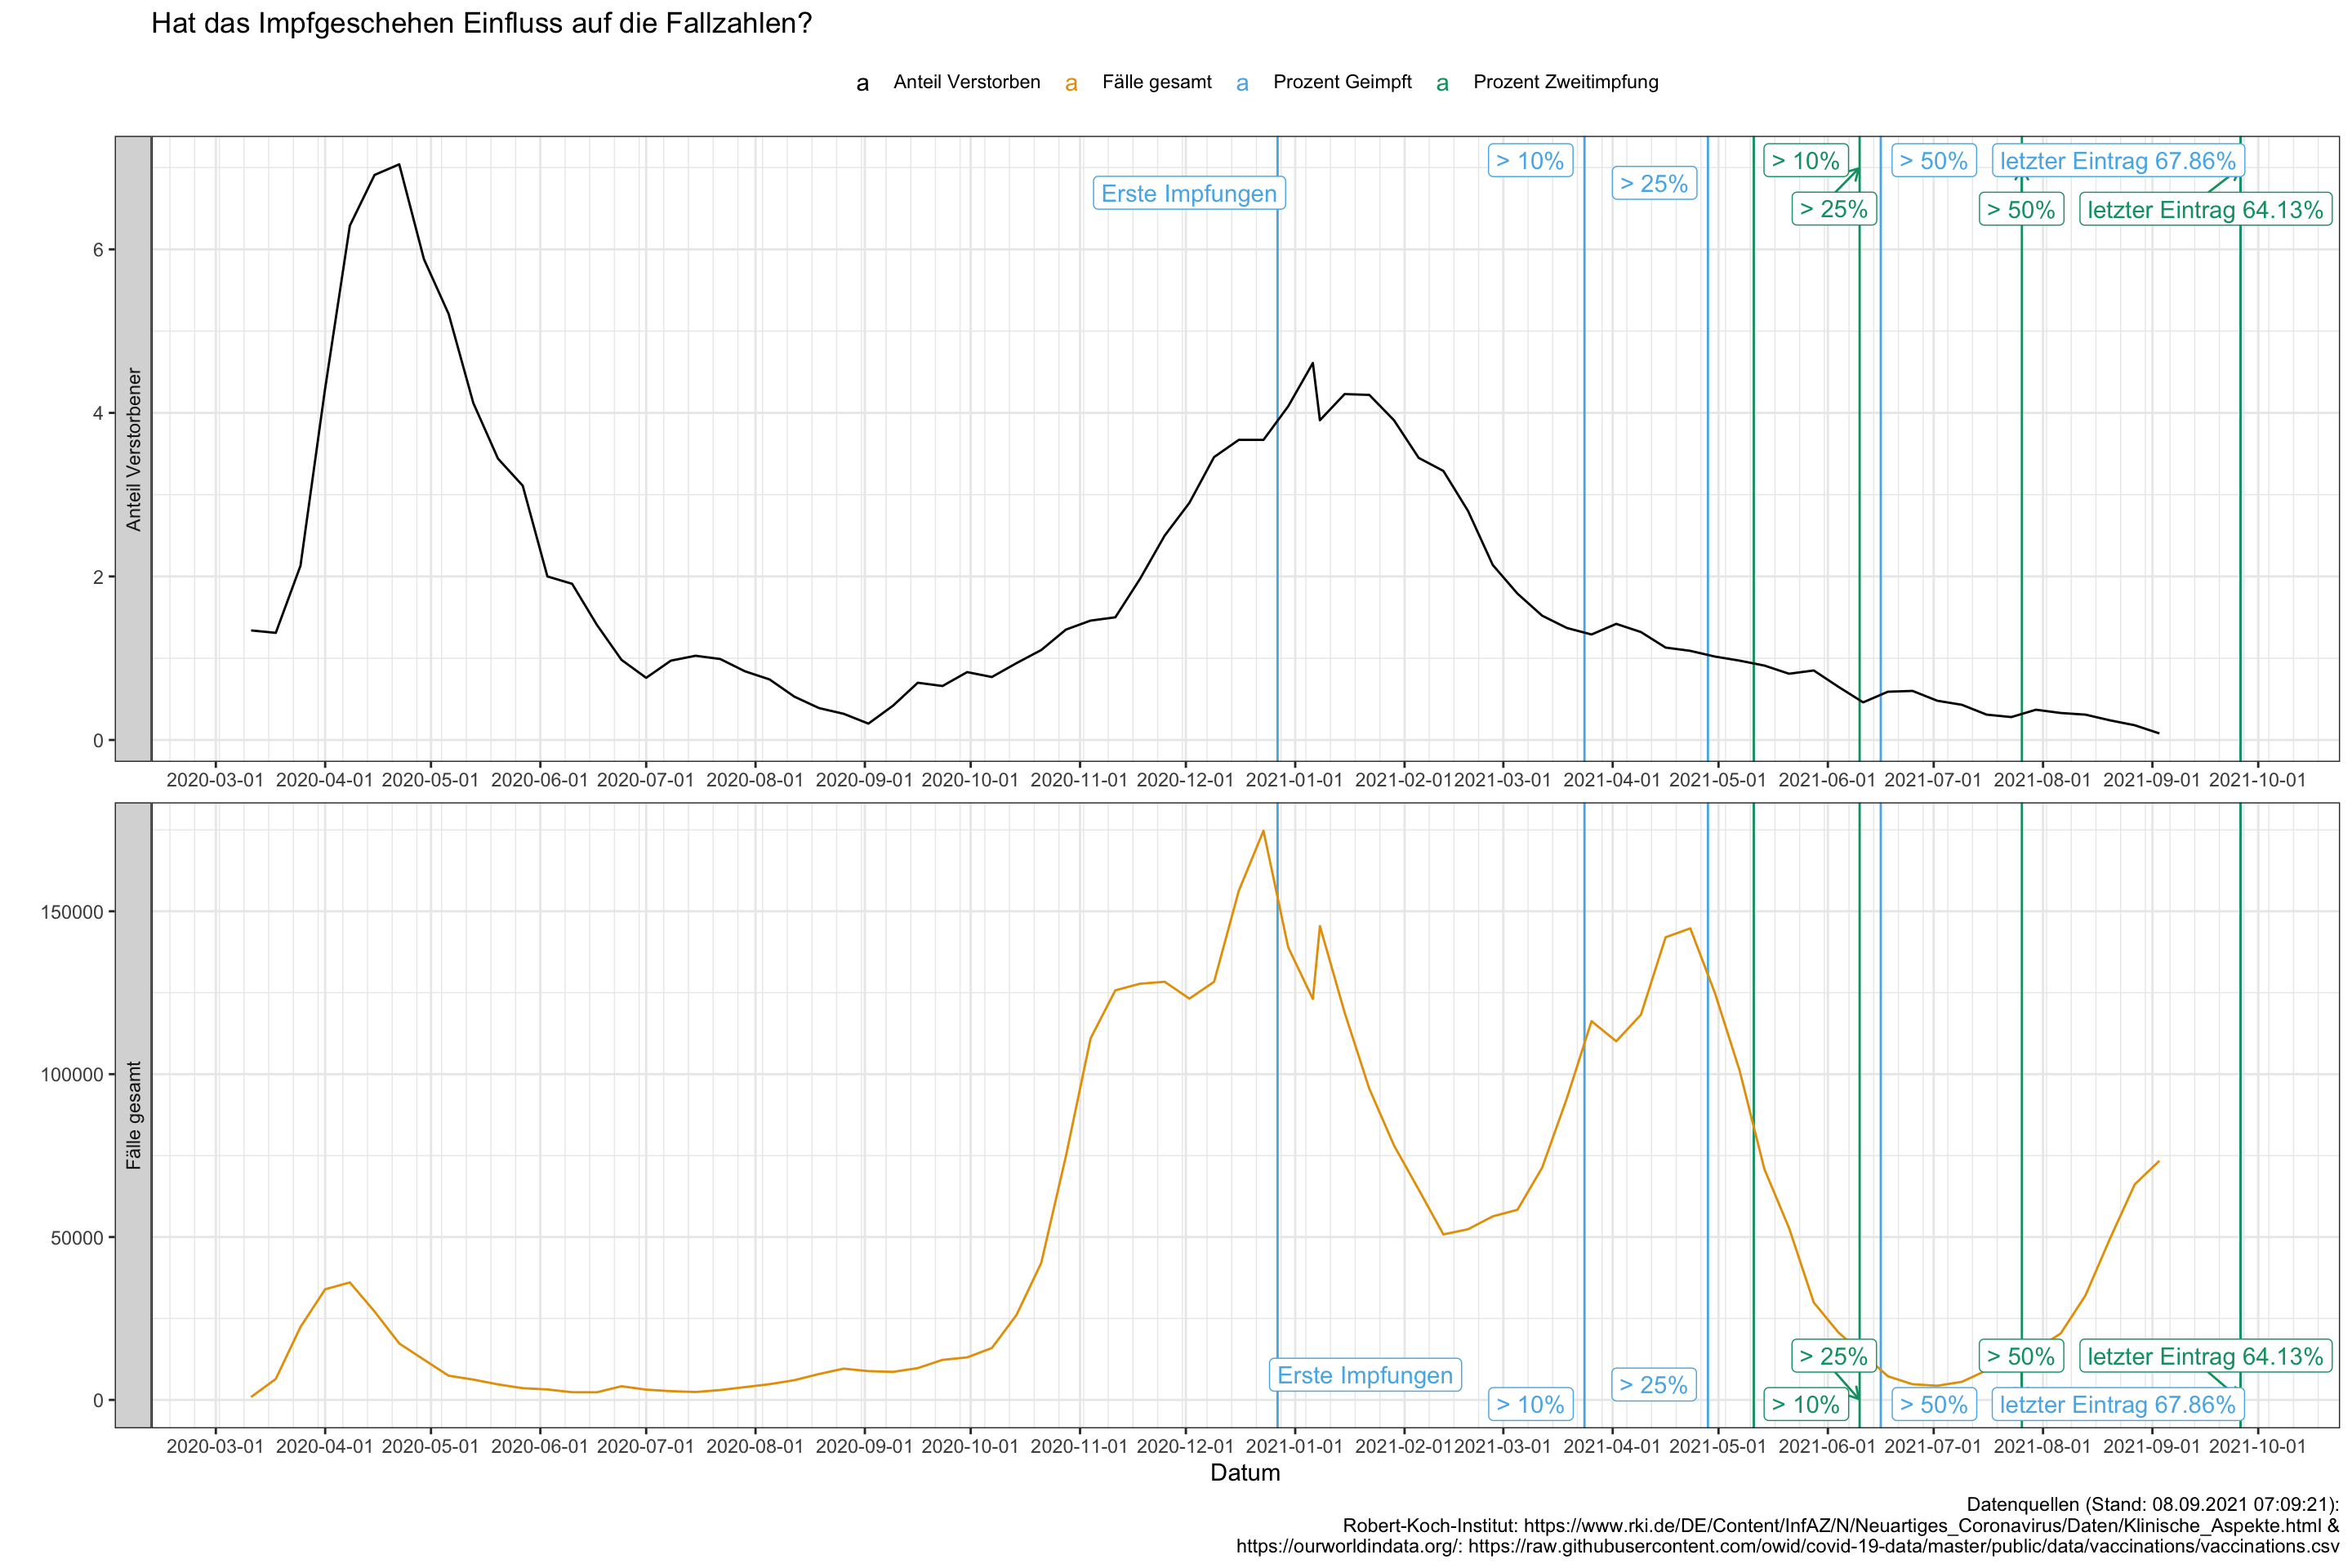 Hat das Impfgeschehen Einfluss auf die Fallzahlen?
a Anteil Verstorben a Fälle gesamt a Prozent Geimpft a Prozent Zweitimpfung
> 10% > 10% > 50% letzter Eintrag 67.86%
Erste Impfungen > 25% > 25% > 50% letzter Eintrag 64.13%
Anteil Verstorbener
6
4
2
0
2020-03-01 2020-04-01 2020-05-01 2020-06-01 2020-07-01 2020-08-01 2020-09-01 2020-10-01 2020-11-01 2020-12-01 2021-01-01 2021-02-01 2021-03-01 2021-04-01 2021-05-01 2021-06-01 2021-07-01 2021-08-01 2021-09-01 2021-10-01
Fälle gesamt
150000
100000
50000
0
> 25% > 50% letzter Eintrag 64.13%
Erste Impfungen > 25%
> 10% > 10% > 50% letzter Eintrag 67.86%
2020-03-01 2020-04-01 2020-05-01 2020-06-01 2020-07-01 2020-08-01 2020-09-01 2020-10-01 2020-11-01 2020-12-01 2021-01-01 2021-02-01 2021-03-01 2021-04-01 2021-05-01 2021-06-01 2021-07-01 2021-08-01 2021-09-01 2021-10-01
Datum
Datenquellen (Stand: 08.09.2021 07:09:21):
Robert-Koch-Institut: https://www.rki.de/DE/Content/InfAZ/N/Neuartiges_Coronavirus/Daten/Klinische_Aspekte.html &
https://ourworldindata.org/: https://raw.githubusercontent.com/owid/covid-19-data/master/public/data/vaccinations/vaccinations.csv